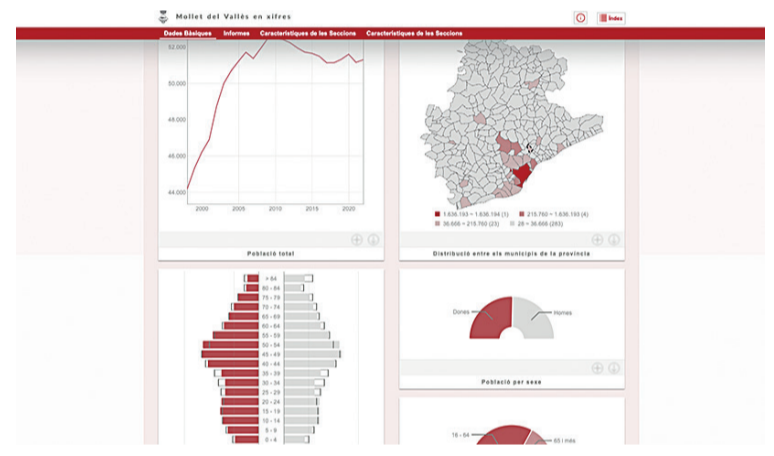 Mollet del Vallès en xifres
Índex
Dades Bàsiques Informes Característiques de les Seccions Característiques de les Seccions
52.000
50.000
48.000
46.000
44.000
2000 2005 2010 2015 2020
Població total
1.636.193 ÷ 1.636.194 (1) 215.760 ÷ 1.636.193 (4)
36.666 ÷ 215.760 (23) 28 ÷ 36.666 (283)
Distribució entre els municipis de la província
> 84
80 - 84
75 - 79
70 - 74
65 - 69
60 - 64
55 - 59
50 - 54
45 - 49
40 - 44
35 - 39
30 - 34
25 - 29
20 - 24
15 - 19
10 - 14
5 - 9
0 - 4
Dones Homes
Població per sexe
16 - 64
65 i més